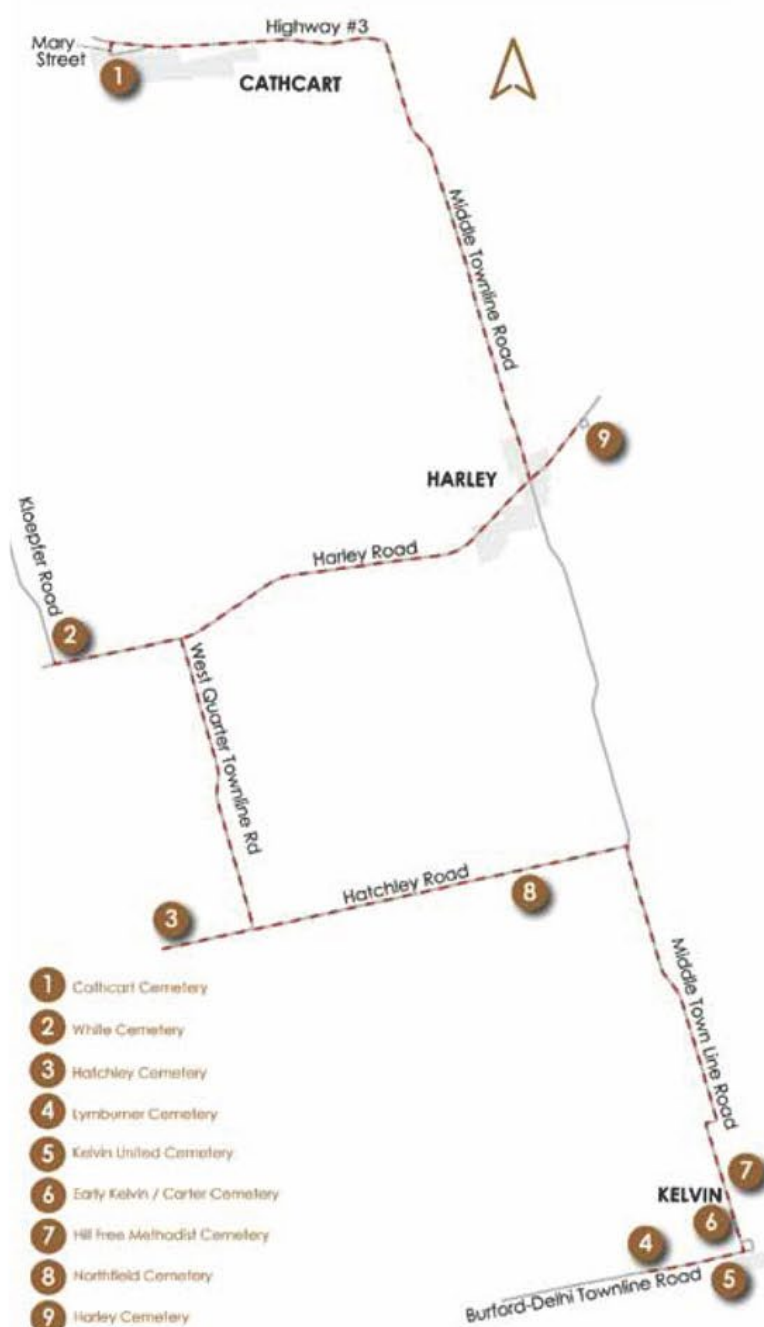 Highway #3
Mary
Street
1
CATHCART
Middle Townline Road
9
HARLEY
Kloepfer Road
Harley Road
2
West Quarter Townline Rd
Hatchley Road
8
3
Middle Town Line Road
1 Cathcart Cemetery
2 White Cemetery
3 Hatchley Cemetery
4 Lymburner Cemetery
5 Kelvin United Cemetery
6 Early Kelvin / Carter Cemetery
7 Hill Free Methodist Cemetery
8 Northfield Cemetery
9 Harley Cemetery
7
KELVIN
6
4
5
Burford-Delhi Townline Road